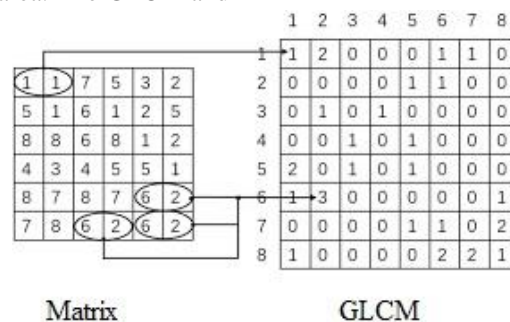 1 1 7 5 3 2
5 1 6 1 2 5
8 8 6 8 1 2
4 3 4 5 5 1
8 7 8 7 6 2
7 8 6 2 6 2
Matrix
1 2 3 4 5 6 7 8
1 1 2 0 0 0 1 1 0
2 0 0 0 0 1 1 0 0
3 0 1 0 1 0 0 0 0
4 0 0 1 0 1 0 0 0
5 2 0 1 0 1 0 0 0
6 1 3 0 0 0 0 0 1
7 0 0 0 0 1 1 0 2
8 1 0 0 0 0 2 2 1
GLCM